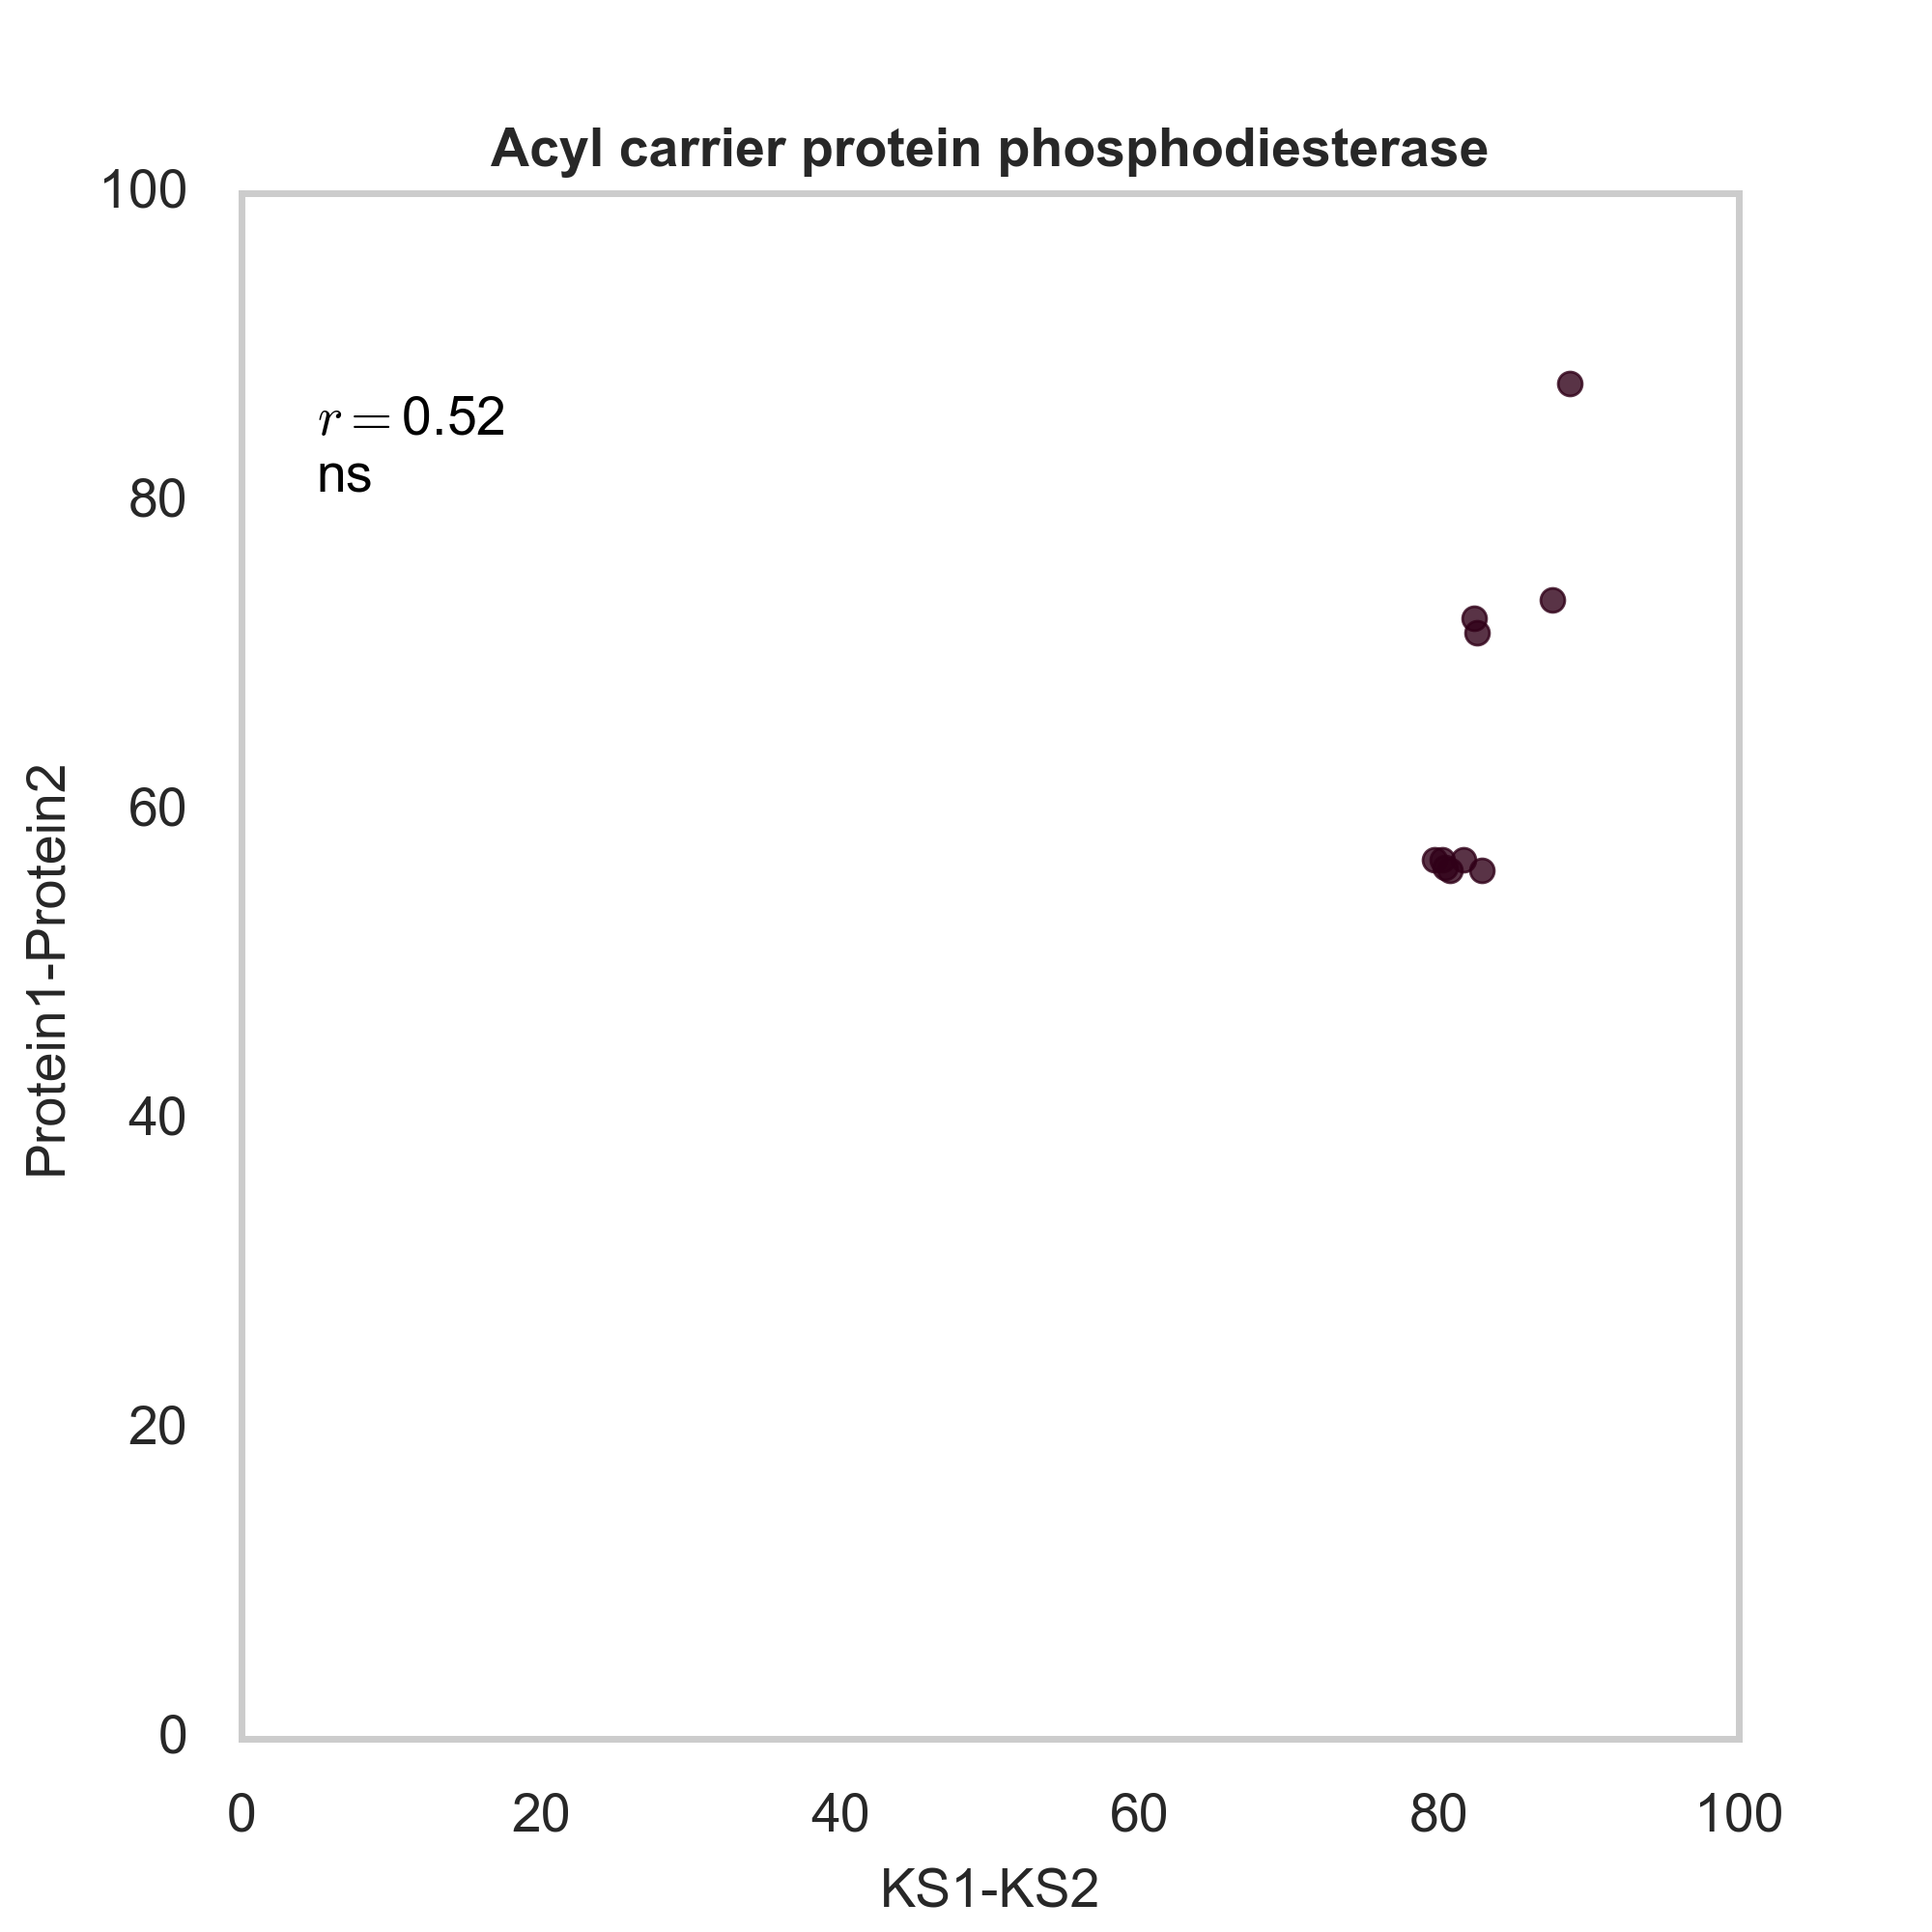 Acyl carrier protein phosphodiesterase
100
80
60
40
20
0
r = 0.52
ns
Protein1-Protein2
0 20 40 60 80 100
KS1-KS2